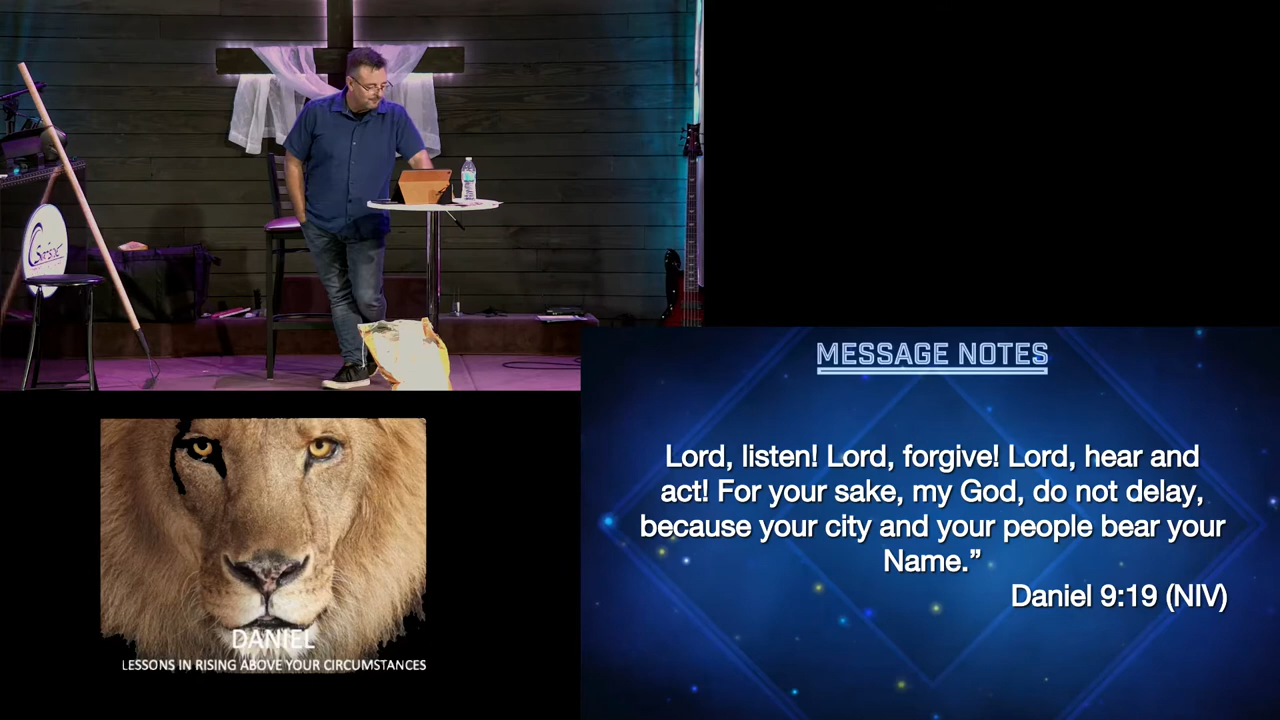 MESSAGE NOTES
Lord, listen! Lord, forgive! Lord, hear and
act! For your sake, my God, do not delay,
because your city and your people bear your
Name.”
Daniel 9:19 (NIV)
DANIEL
LESSONS IN RISING ABOVE YOUR CIRCUMSTANCES